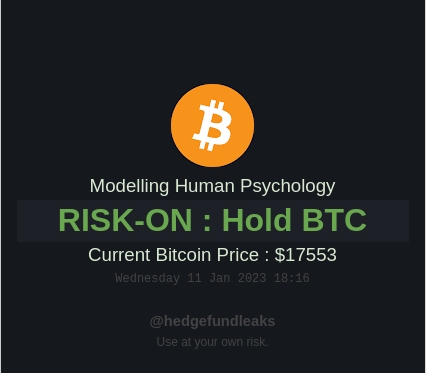 Modelling Human Psychology
RISK-ON : Hold BTC
Current Bitcoin Price : $17553
Wednesday 11 Jan 2023 18:16
@hedgefundleaks
Use at your own risk.